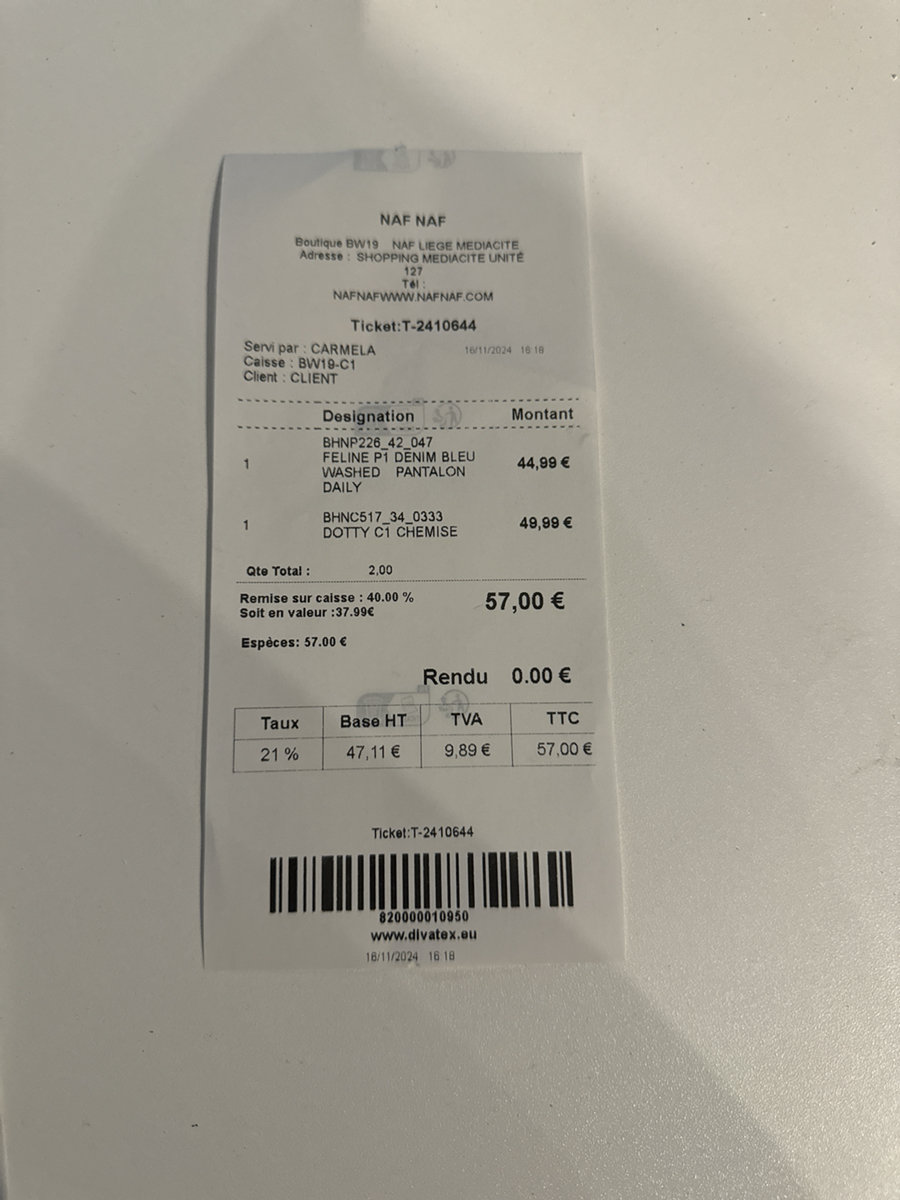 NAF NAF
Boutique BW19 NAF LIEGE MEDIACITE
Adresse : SHOPPING MEDIACITE UNITÉ
127
Tél :
NAFNAFWWW.NAFNAF.COM
Ticket:T-2410644
Servi par : CARMELA 16/11/2024 16 18
Caisse : BW19-C1
Client : CLIENT
Designation Montant
BHNP226_42_047
1 FELINE P1 DENIM BLEU 44,99 €
WASHED PANTALON
DAILY
1 BHNC517_34_0333 49,99 €
DOTTY C1 CHEMISE
Qte Total : 2,00
Remise sur caisse : 40.00 % 57,00 €
Soit en valeur :37.99€
Espèces: 57.00 €
Rendu 0.00 €
Taux Base HT TVA TTC
21 % 47,11 € 9,89 € 57,00 €
Ticket:T-2410644
820000010950
www.divatex.eu
16/11/2024 16 18